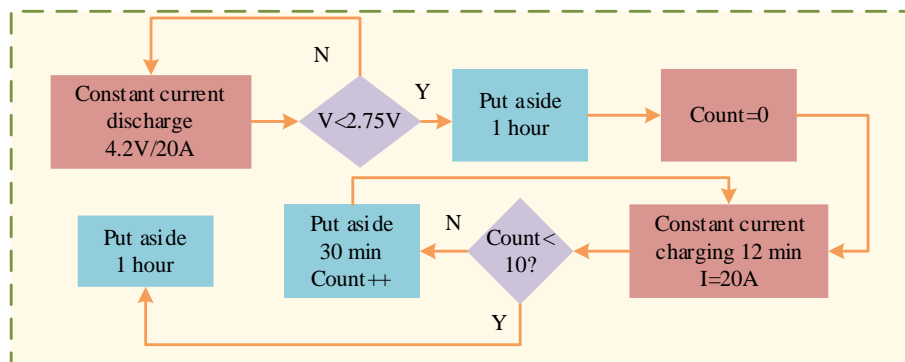 N
Constant current
discharge
4.2V/20A
V<2.75V
Y
Put aside
1 hour
Count=0
Put aside
1 hour
Put aside
30 min
Count++
N
Count<
10?
Y
Constant current
charging 12 min
I=20A